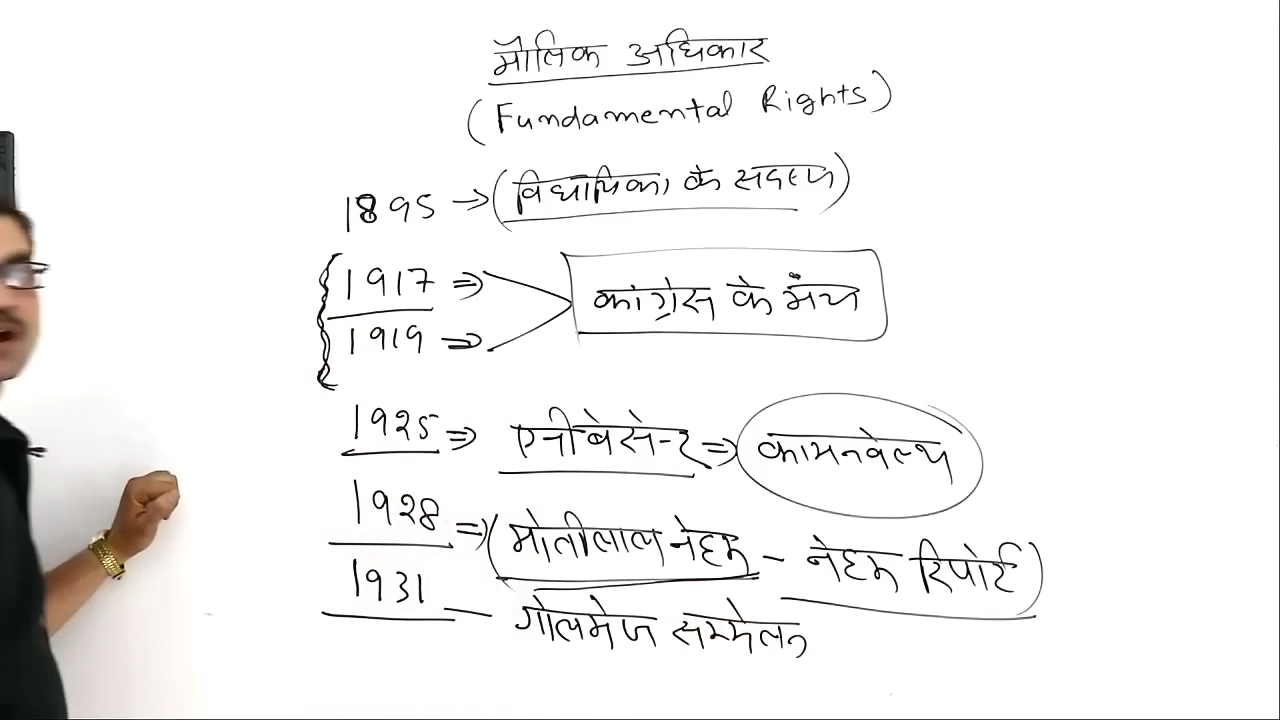 मौलिक अधिकार
(Fundamental Rights)
1895 → (विधायिका के सदस्य)
1917 ⇒
1919 ⇒ कांग्रेस के मंच
1925 ⇒ एनीबेसेन्ट ⇒ कामनवेल्थ
1928 ⇒ (मोतीलाल नेहरू - नेहरू रिपोर्ट)
1931 - गोलमेज सम्मेलन